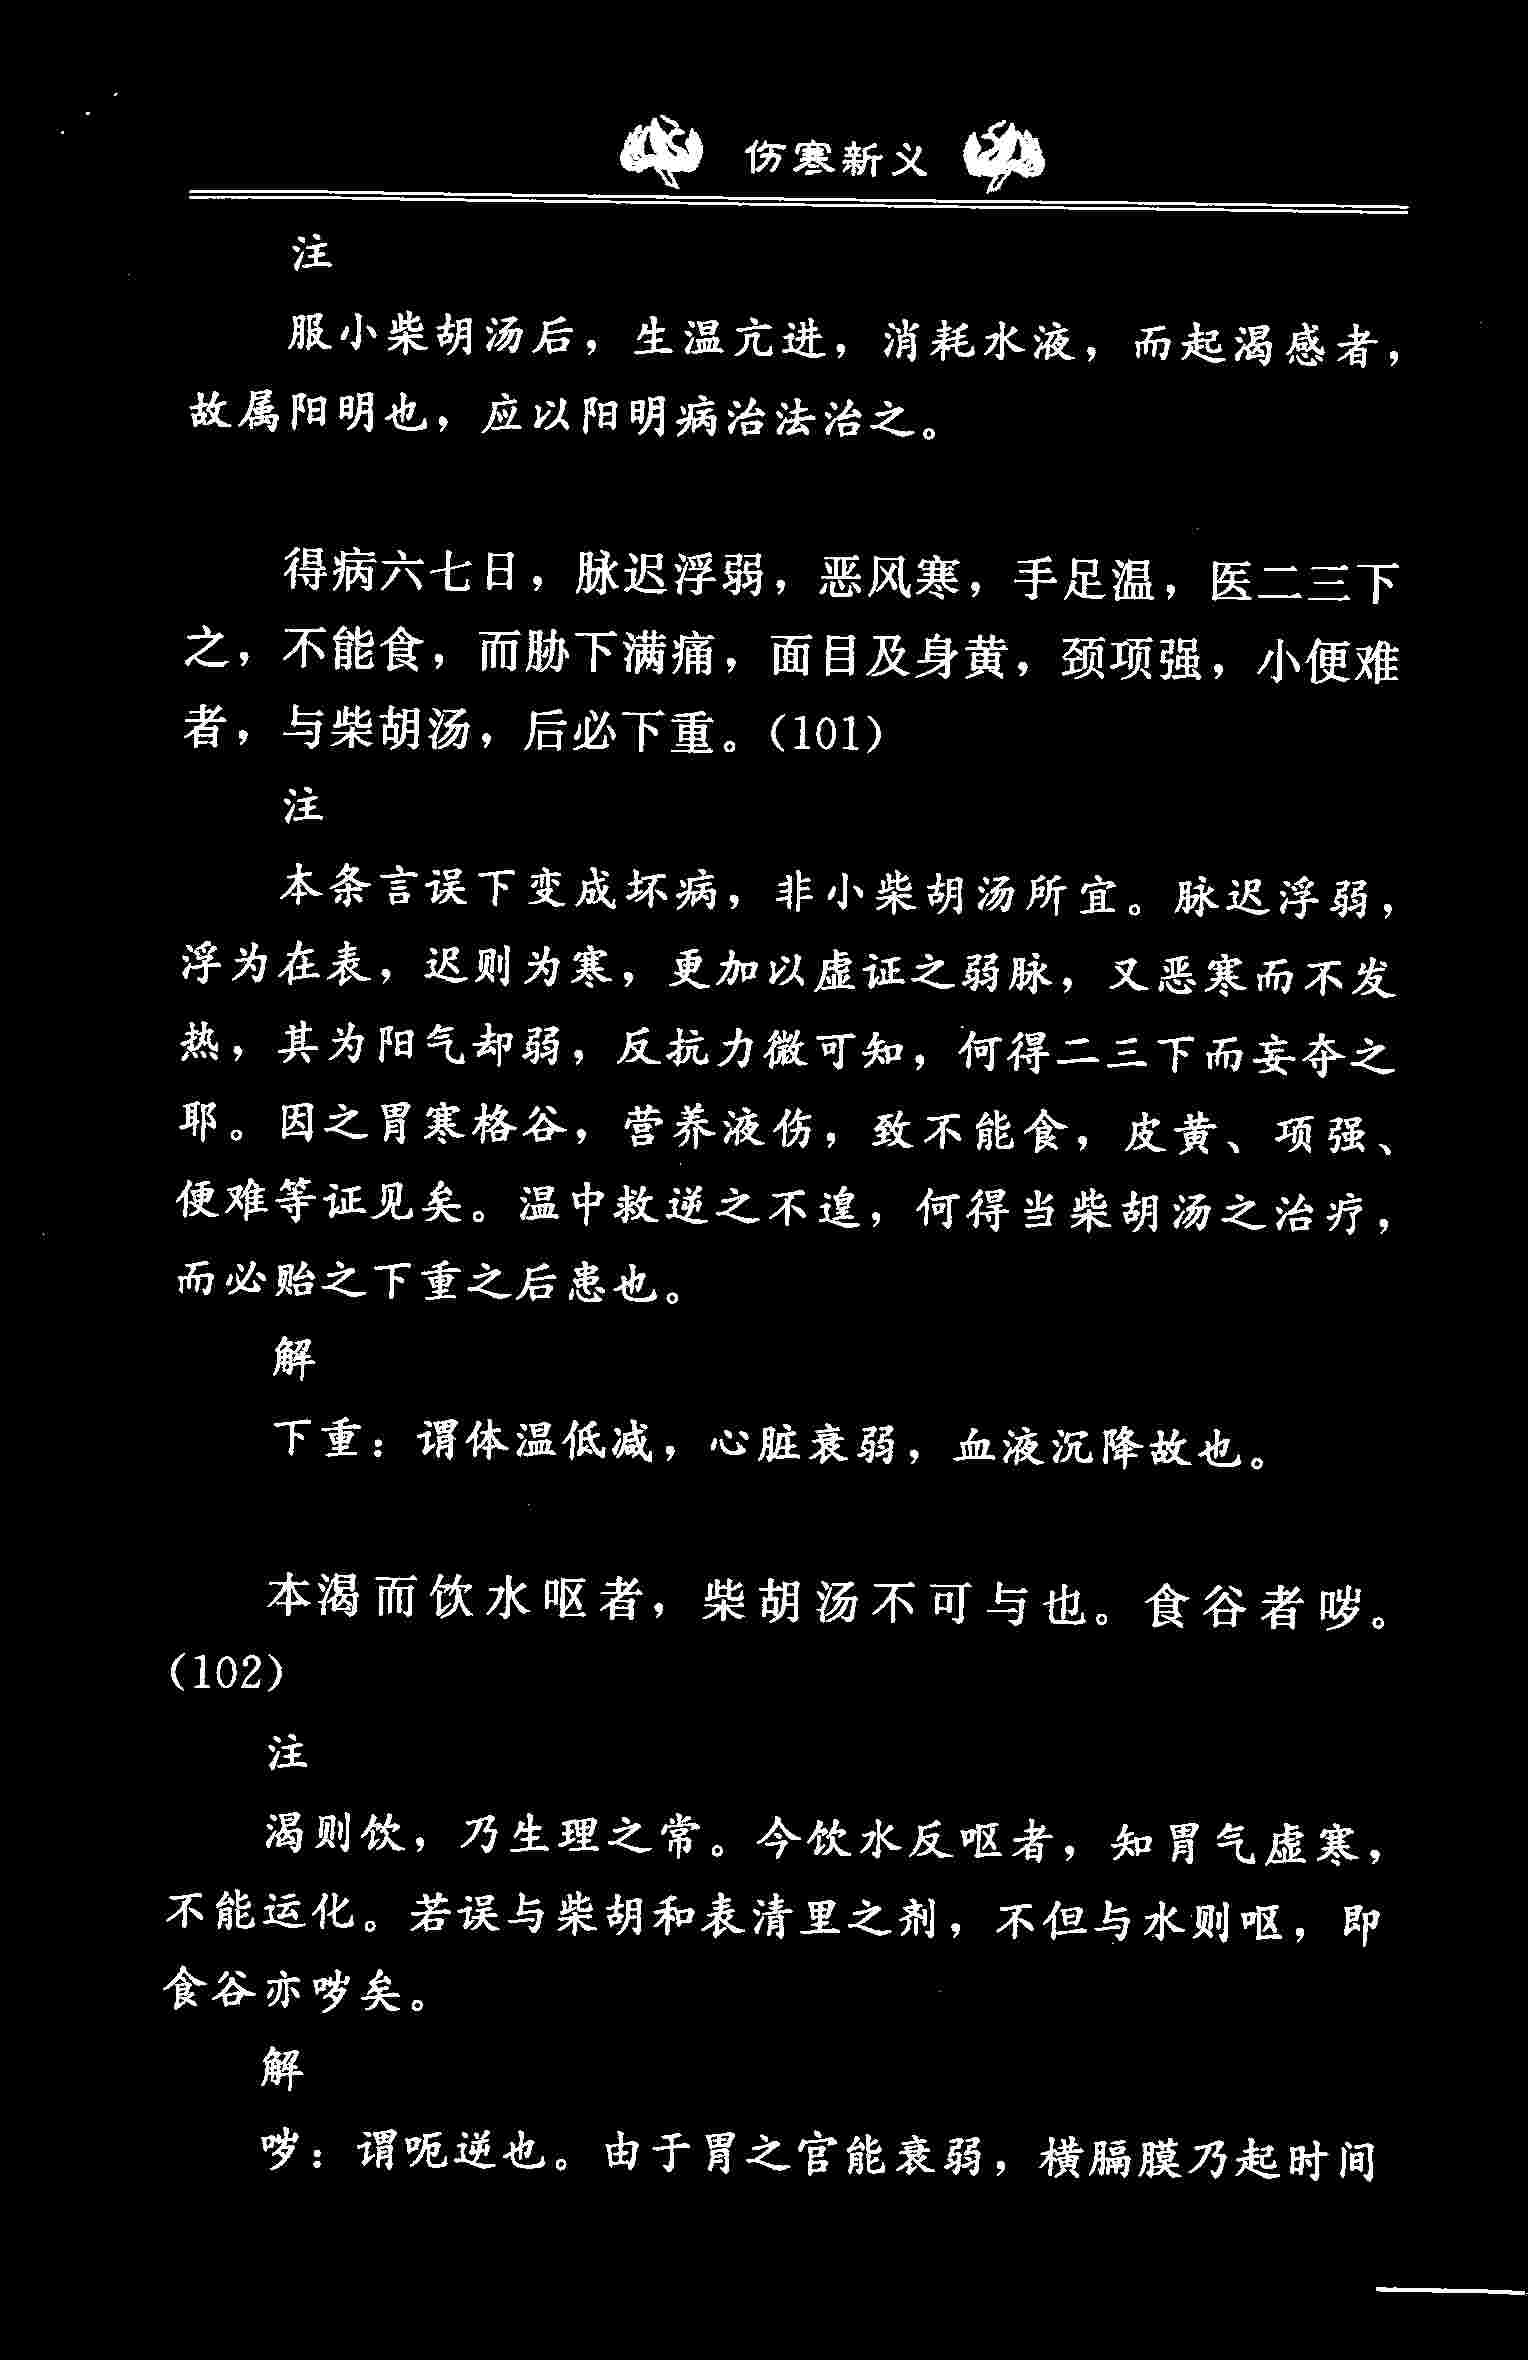 伤寒新义
注
服小柴胡汤后，生温亢进，消耗水液，而起渴感者，
故属阳明也，应以阳明病治法治之。
得病六七日，脉迟浮弱，恶风寒，手足温，医二三下
之，不能食，而胁下满痛，面目及身黄，颈项强，小便难
者，与柴胡汤，后必下重。(101)
注
本条言误下变成坏病，非小柴胡汤所宜。脉迟浮弱，
浮为在表，迟则为寒，更加以虚证之弱脉，又恶寒而不发
热，其为阳气却弱，反抗力微可知，何得二三下而妄夺之
耶。因之胃寒格谷，营养液伤，致不能食，皮黄、项强、
便难等证见矣。温中救逆之不遑，何得当柴胡汤之治疗，
而必贻之下重之后患也。
解
下重：谓体温低减，心脏衰弱，血液沉降故也。
本渴而饮水呕者，柴胡汤不可与也。食谷者哕。
(102)
注
渴则饮，乃生理之常。今饮水反呕者，知胃气虚寒，
不能运化。若误与柴胡和表清里之剂，不但与水则呕，即
食谷亦哕矣。
解
哕：谓呃逆也。由于胃之官能衰弱，横膈膜乃起时间